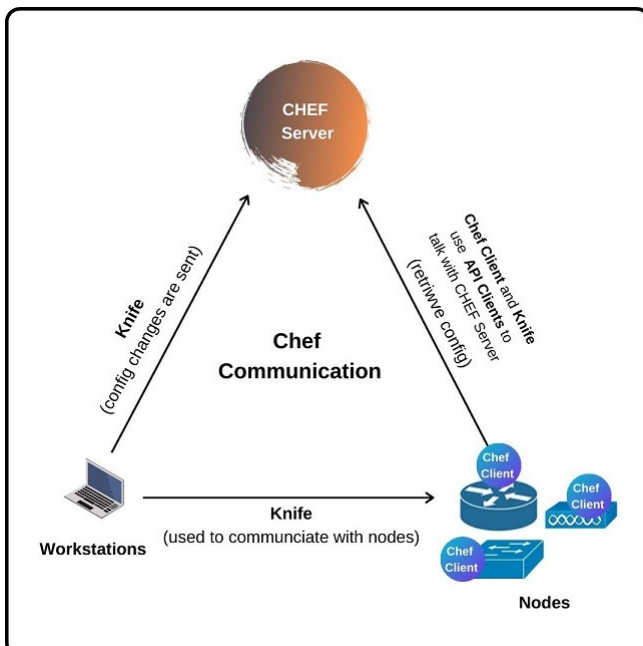 CHEF
Server
Knife
(config changes are sent)
Chef Client and Knife
use API Clients to
talk with CHEF Server
(retriwve config)
Chef
Communication
Chef
Client
Chef
Client
Chef
Client
Knife
(used to communciate with nodes)
Workstations
Nodes